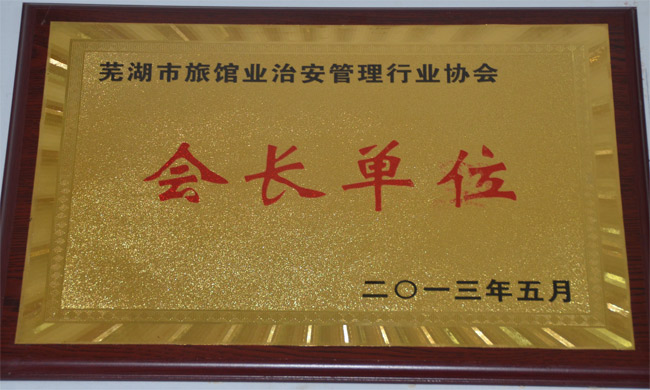 芜湖市旅馆业治安管理行业协会
会长单位
二〇一三年五月